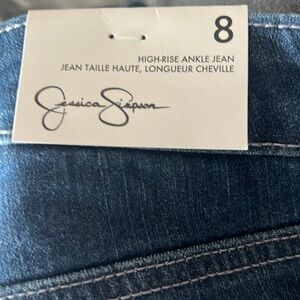 8
HIGH-RISE ANKLE JEAN
JEAN TAILLE HAUTE, LONGUEUR CHEVILLE
Jessica Simpson